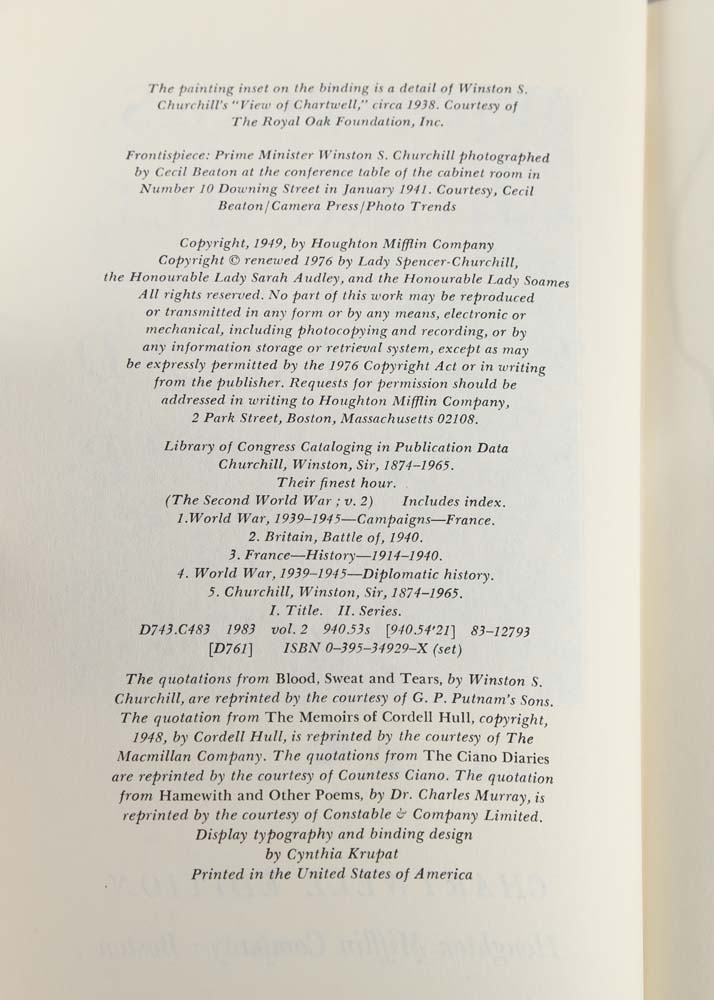 The painting inset on the binding is a detail of Winston S.
Churchill's "View of Chartwell," circa 1938. Courtesy of
The Royal Oak Foundation, Inc.
Frontispiece: Prime Minister Winston S. Churchill photographed
by Cecil Beaton at the conference table of the cabinet room in
Number 10 Downing Street in January 1941. Courtesy, Cecil
Beaton/Camera Press/Photo Trends
Copyright, 1949, by Houghton Mifflin Company
Copyright © renewed 1976 by Lady Spencer-Churchill,
the Honourable Lady Sarah Audley, and the Honourable Lady Soames
All rights reserved. No part of this work may be reproduced
or transmitted in any form or by any means, electronic or
mechanical, including photocopying and recording, or by
any information storage or retrieval system, except as may
be expressly permitted by the 1976 Copyright Act or in writing
from the publisher. Requests for permission should be
addressed in writing to Houghton Mifflin Company,
2 Park Street, Boston, Massachusetts 02108.
Library of Congress Cataloging in Publication Data
Churchill, Winston, Sir, 1874–1965.
Their finest hour.
(The Second World War ; v. 2) Includes index.
1.World War, 1939–1945—Campaigns—France.
2. Britain, Battle of, 1940.
3. France—History—1914–1940.
4. World War, 1939–1945—Diplomatic history.
5. Churchill, Winston, Sir, 1874–1965.
I. Title. II. Series.
D743.C483 1983 vol. 2 940.53s [940.54'21] 83–12793
[D761] ISBN 0–395–34929–X (set)
The quotations from Blood, Sweat and Tears, by Winston S.
Churchill, are reprinted by the courtesy of G. P. Putnam's Sons.
The quotation from The Memoirs of Cordell Hull, copyright,
1948, by Cordell Hull, is reprinted by the courtesy of The
Macmillan Company. The quotations from The Ciano Diaries
are reprinted by the courtesy of Countess Ciano. The quotation
from Hamewith and Other Poems, by Dr. Charles Murray, is
reprinted by the courtesy of Constable & Company Limited.
Display typography and binding design
by Cynthia Krupat
Printed in the United States of America